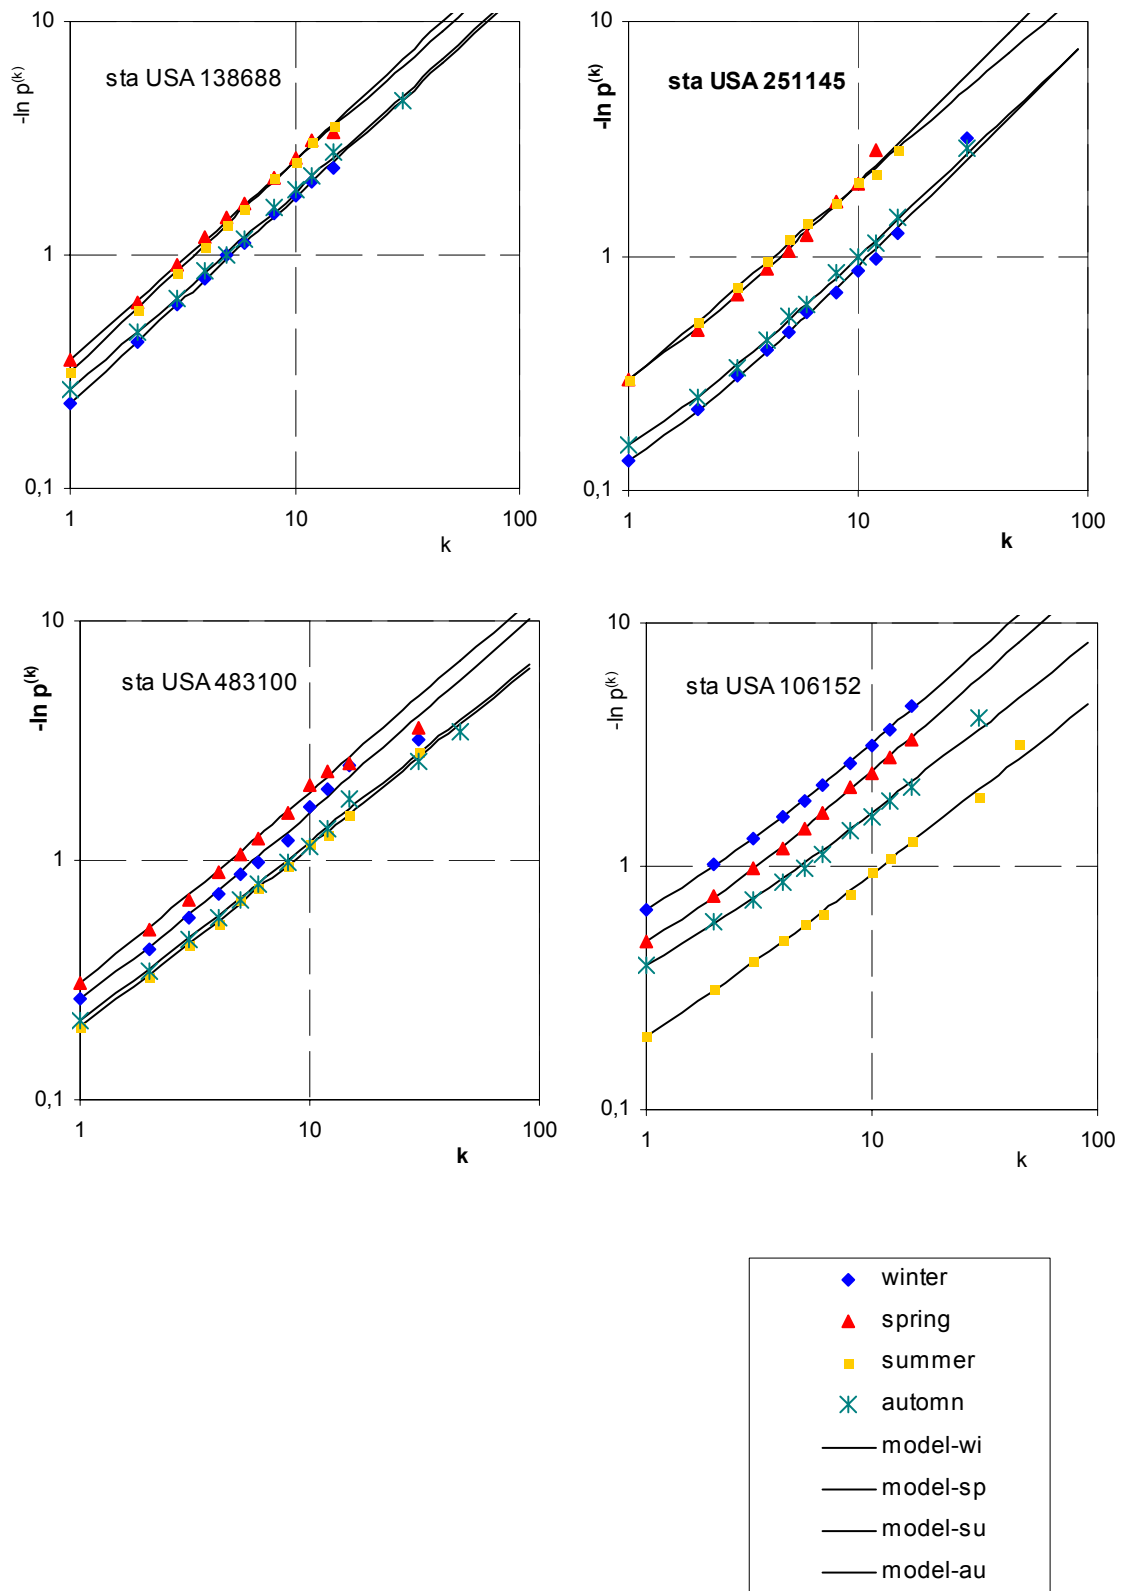 10
10
sta USA 138688
sta USA 251145
-ln p(k)
-ln p(k)
1
1
0,1
0,1
1
10
100
1
10
100
k
k
10
10
sta USA 483100
sta USA 106152
-ln p(k)
-ln p(k)
1
1
0,1
0,1
1
10
100
1
10
100
k
k
winter
spring
summer
automn
model-wi
model-sp
model-su
model-au